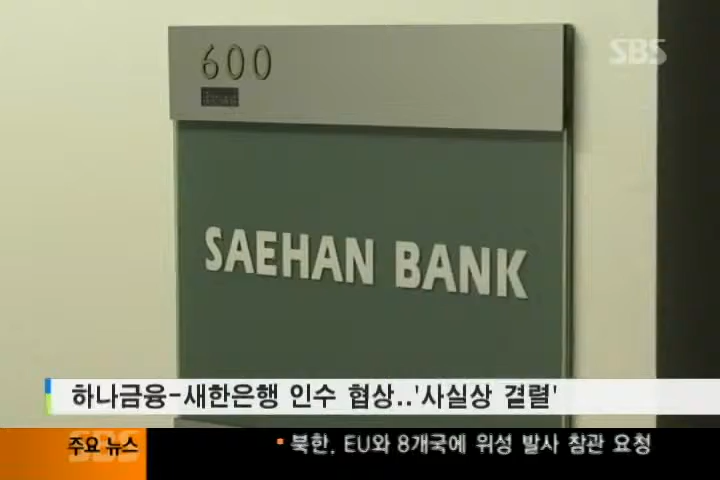 600
SBS
SAEHAN BANK
하나금융-새한은행 인수 협상..'사실상 결렬'
주요 뉴스
북한, EU와 8개국에 위성 발사 참관 요청